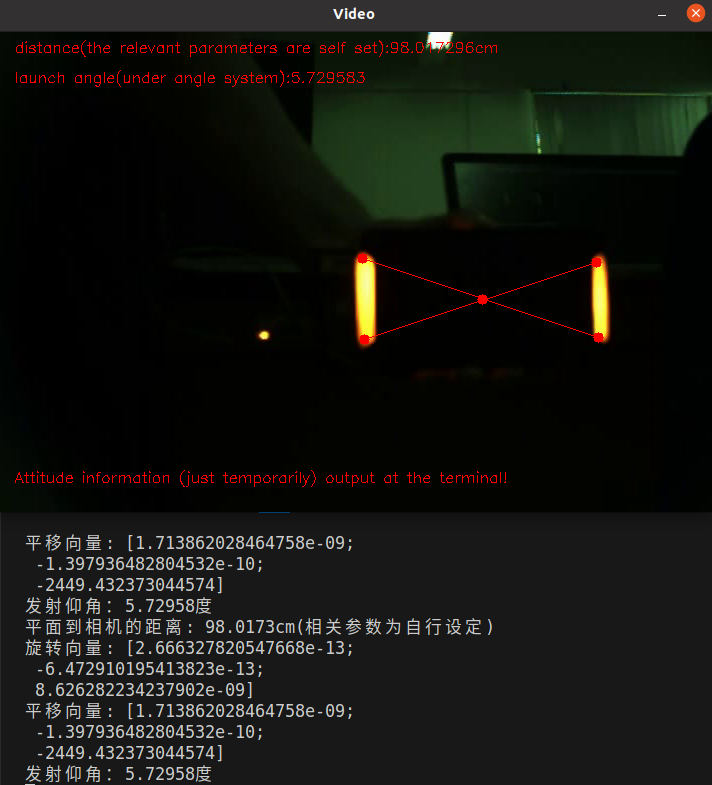 Video
distance(the relevant parameters are self set):98.017296cm
launch angle(under angle system):5.729583
Attitude information (just temporarily) output at the terminal!
平移向量: [1.713862028464758e-09;
-1.397936482804532e-10;
-2449.432373044574]
发射仰角: 5.72958度
平面到相机的距离: 98.0173cm(相关参数为自行设定)
旋转向量: [2.666327820547668e-13;
-6.472910195413823e-13;
8.626282234237902e-09]
平移向量: [1.713862028464758e-09;
-1.397936482804532e-10;
-2449.432373044574]
发射仰角: 5.72958度